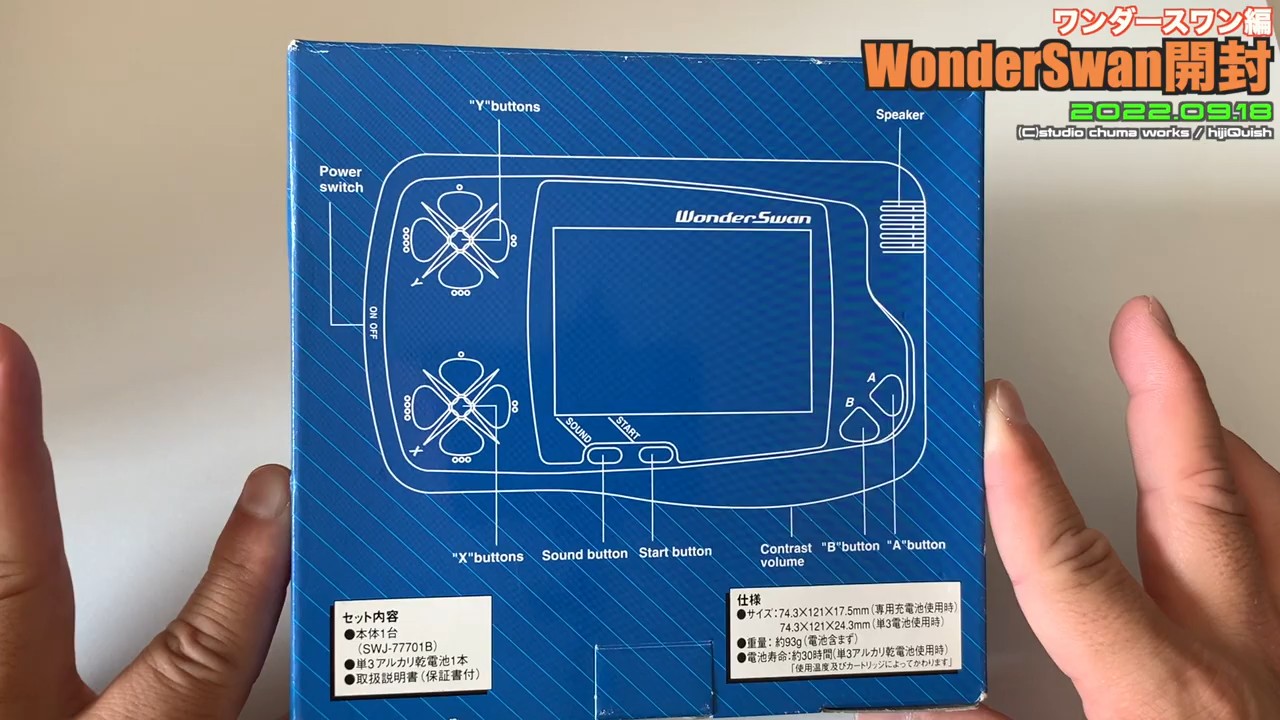 ワンダースワン編
WonderSwan開封
2022.09.18
(C)studio chuma works / hijiQuish
"Y"buttons
Speaker
Power
switch
WonderSwan
Y
ON OFF
A
B
X
SOUND
START
"X"buttons
Sound button
Start button
Contrast
volume
"B"button
"A"button
セット内容
●本体1台
(SWJ-77701B)
●単3アルカリ乾電池1本
●取扱説明書(保証書付)
仕様
●サイズ:74.3×121×17.5mm(専用充電池使用時)
74.3×121×24.3mm(単3電池使用時)
●重量:約93g(電池含まず)
●電池寿命:約30時間(単3アルカリ乾電池使用時)
「使用温度及びカートリッジによってかわります」